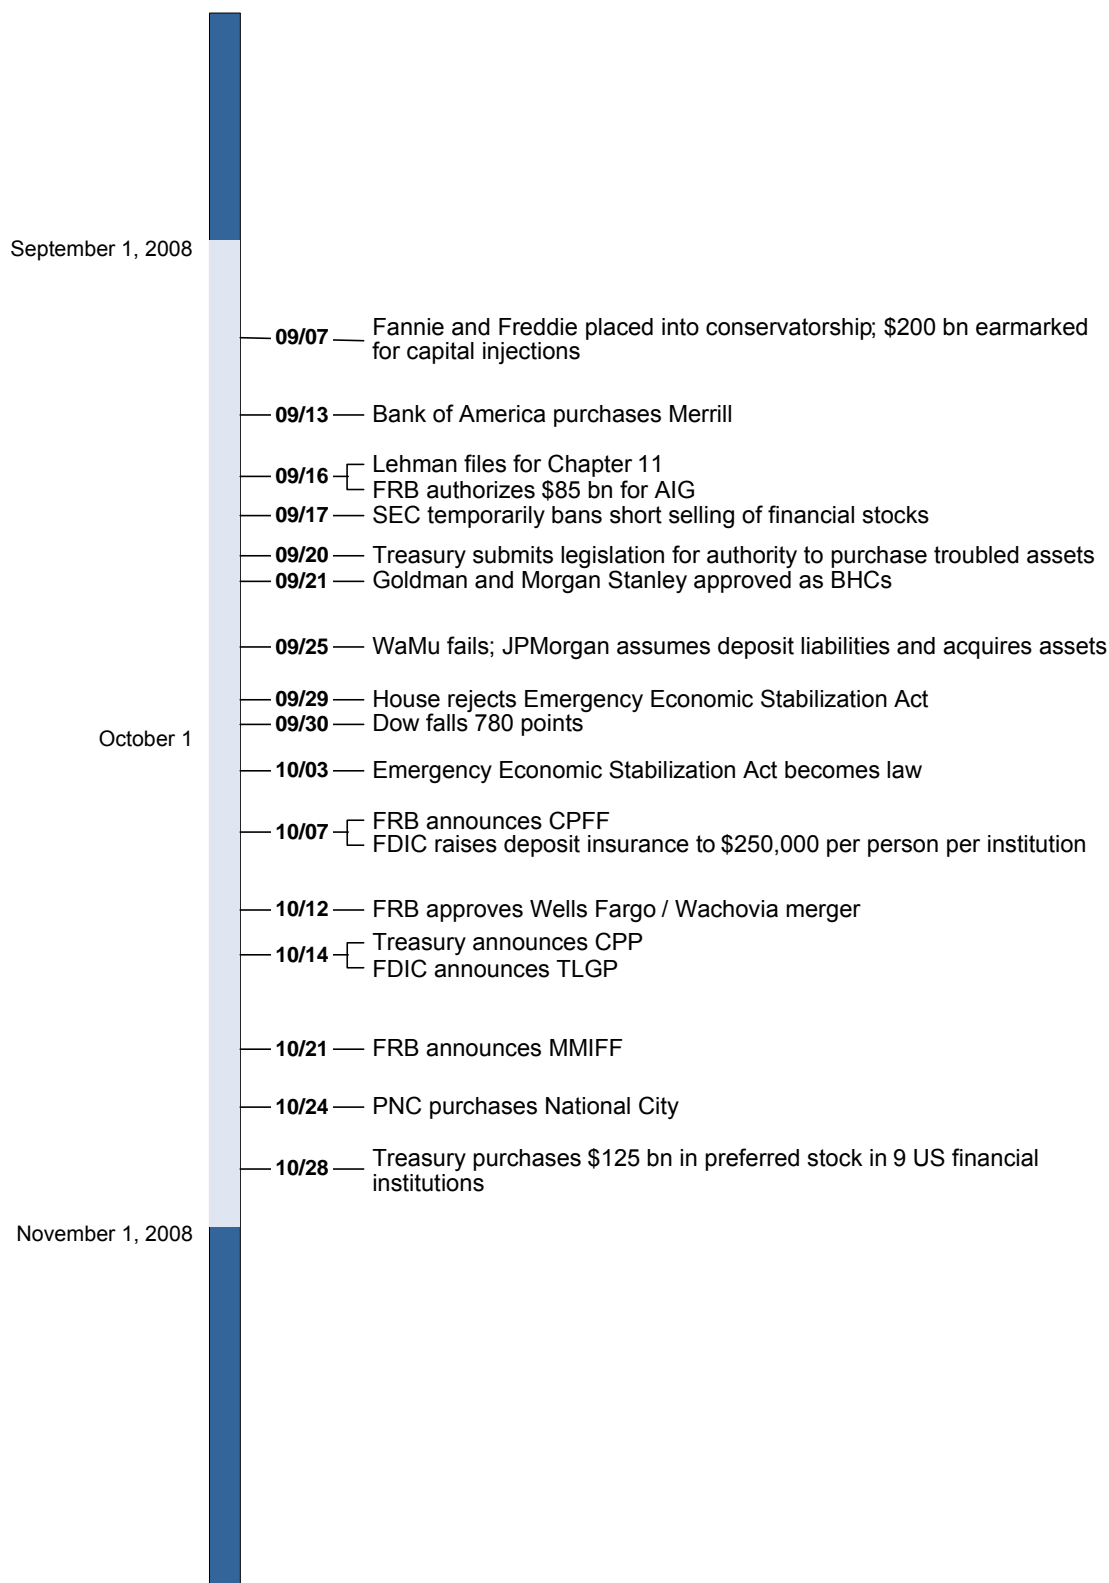 September 1, 2008
09/07
Fannie and Freddie placed into conservatorship; $200 bn earmarked
for capital injections
09/13
Bank of America purchases Merrill
09/16
Lehman files for Chapter 11
FRB authorizes $85 bn for AIG
09/17
SEC temporarily bans short selling of financial stocks
09/20
Treasury submits legislation for authority to purchase troubled assets
09/21
Goldman and Morgan Stanley approved as BHCs
09/25
WaMu fails; JPMorgan assumes deposit liabilities and acquires assets
09/29
House rejects Emergency Economic Stabilization Act
09/30
Dow falls 780 points
October 1
10/03
Emergency Economic Stabilization Act becomes law
10/07
FRB announces CPFF
FDIC raises deposit insurance to $250,000 per person per institution
10/12
FRB approves Wells Fargo / Wachovia merger
10/14
Treasury announces CPP
FDIC announces TLGP
10/21
FRB announces MMIFF
10/24
PNC purchases National City
10/28
Treasury purchases $125 bn in preferred stock in 9 US financial
institutions
November 1, 2008